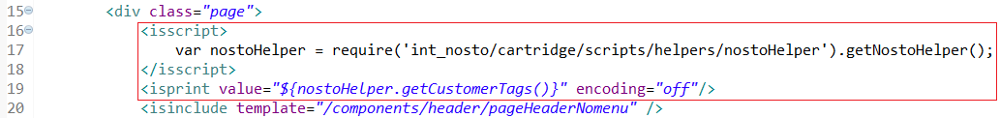 15 <div class="page">
16 <isscript>
17 var nostoHelper = require('int_nosto/cartridge/scripts/helpers/nostoHelper').getNostoHelper();
18 </isscript>
19 <isprint value="${nostoHelper.getCustomerTags()}" encoding="off"/>
20 <isinclude template="/components/header/pageHeaderNomenu" />